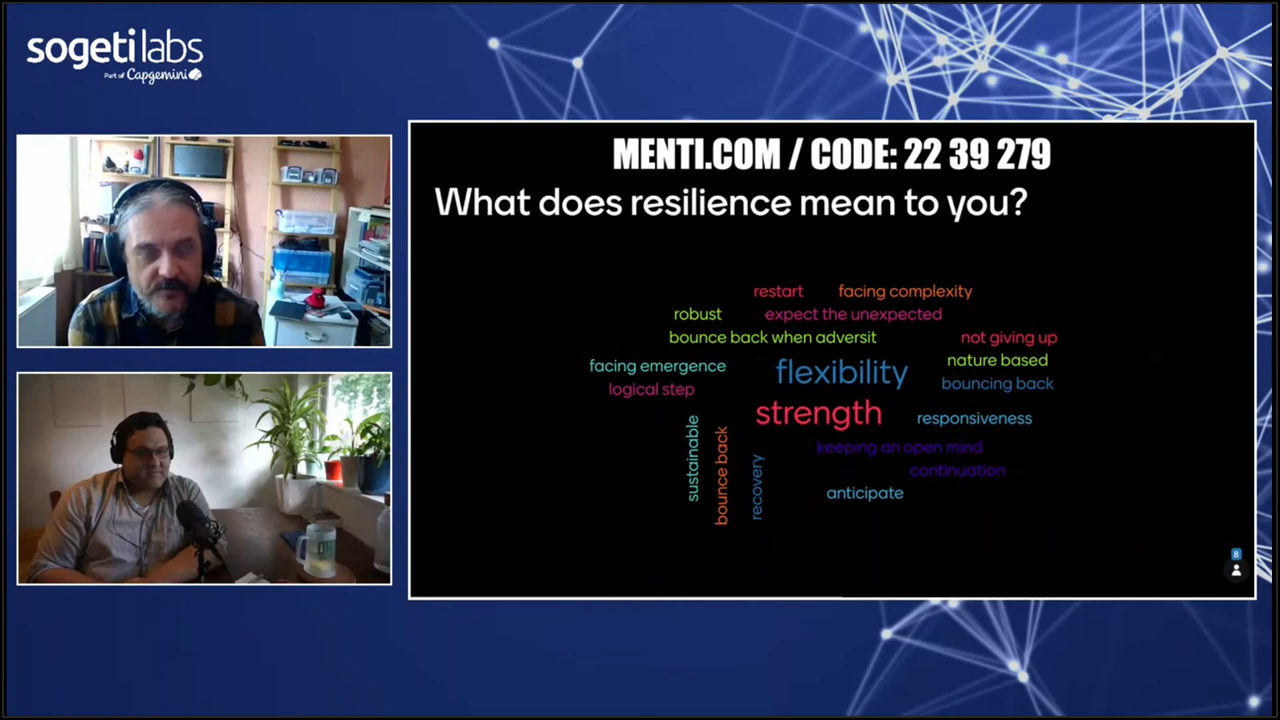 sogetilabs
Part of Capgemini
MENTI.COM / CODE: 22 39 279
What does resilience mean to you?
restart
facing complexity
robust
expect the unexpected
bounce back when adversit
not giving up
facing emergence
flexibility
nature based
logical step
bouncing back
strength
responsiveness
sustainable
bounce back
recovery
keeping an open mind
continuation
anticipate
8